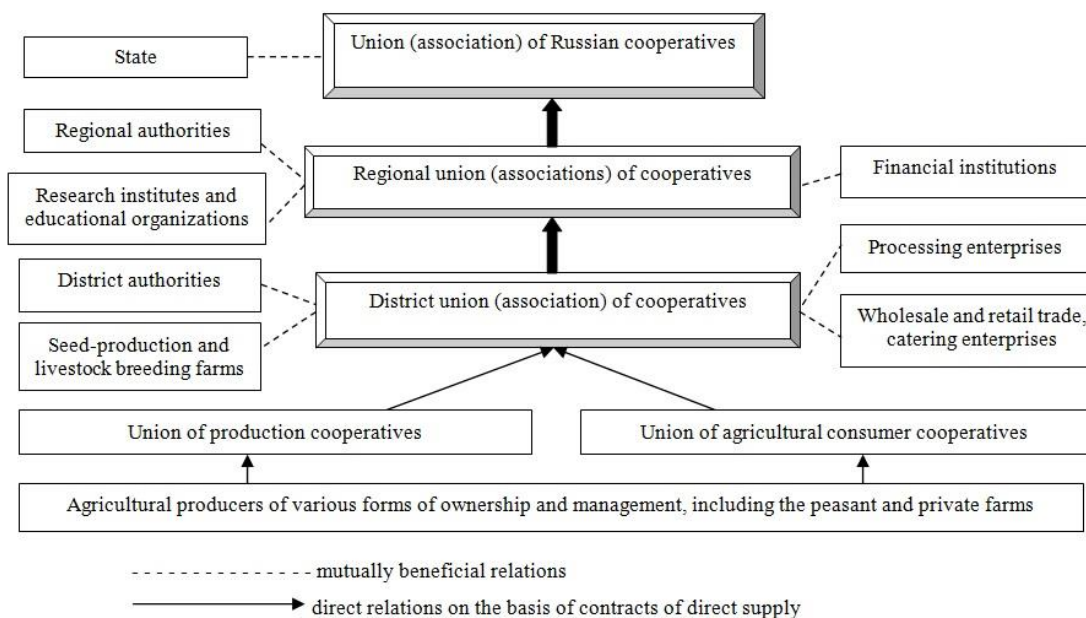 Union (association) of Russian cooperatives
State
Regional authorities
Regional union (associations) of cooperatives
Financial institutions
Research institutes and
educational organizations
Processing enterprises
District authorities
District union (association) of cooperatives
Wholesale and retail trade,
catering enterprises
Seed-production and
livestock breeding farms
Union of production cooperatives
Union of agricultural consumer cooperatives
Agricultural producers of various forms of ownership and management, including the peasant and private farms
mutually beneficial relations
direct relations on the basis of contracts of direct supply